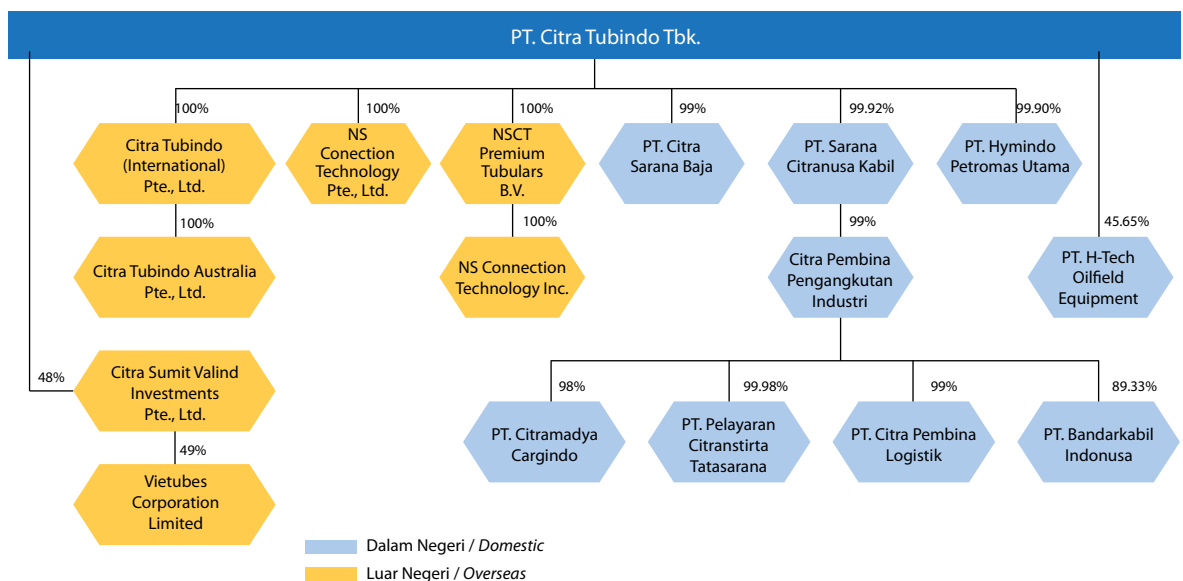 PT. Citra Tubindo Tbk.
100%
100%
100%
99%
99.92%
99.90%
Citra Tubindo
(International)
Pte., Ltd.
NS
Conection
Technology
Pte., Ltd.
NSCT
Premium
Tubulars
B.V.
PT. Citra
Sarana Baja
PT. Sarana
Citranusa Kabil
PT. Hymindo
Petromas Utama
100%
100%
99%
45.65%
Citra Tubindo Australia
Pte., Ltd.
NS Connection
Technology Inc.
Citra Pembina
Pengangkutan
Industri
PT. H-Tech
Oilfield
Equipment
48%
Citra Sumit Valind
Investments
Pte., Ltd.
98%
99.98%
99%
89.33%
PT. Citramadya
Cargindo
PT. Pelayaran
Citranstirta
Tatasarana
PT. Citra Pembina
Logistik
PT. Bandarkabil
Indonusa
49%
Vietubes
Corporation
Limited
Dalam Negeri / Domestic
Luar Negeri / Overseas